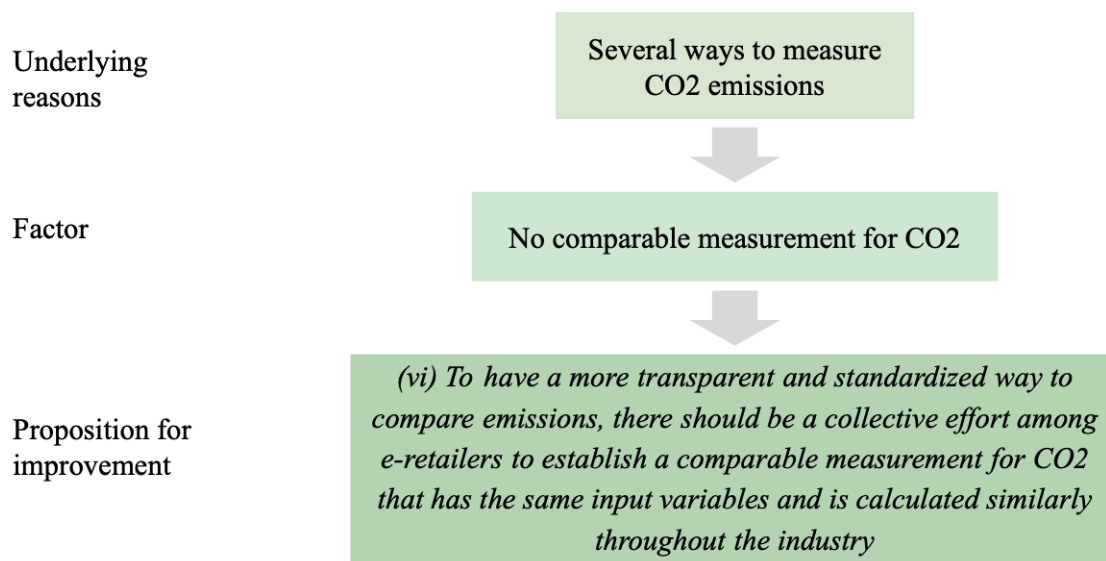 Underlying
reasons
Several ways to measure
CO2 emissions
Factor
No comparable measurement for CO2
Proposition for
improvement
(vi) To have a more transparent and standardized way to
compare emissions, there should be a collective effort among
e-retailers to establish a comparable measurement for CO2
that has the same input variables and is calculated similarly
throughout the industry